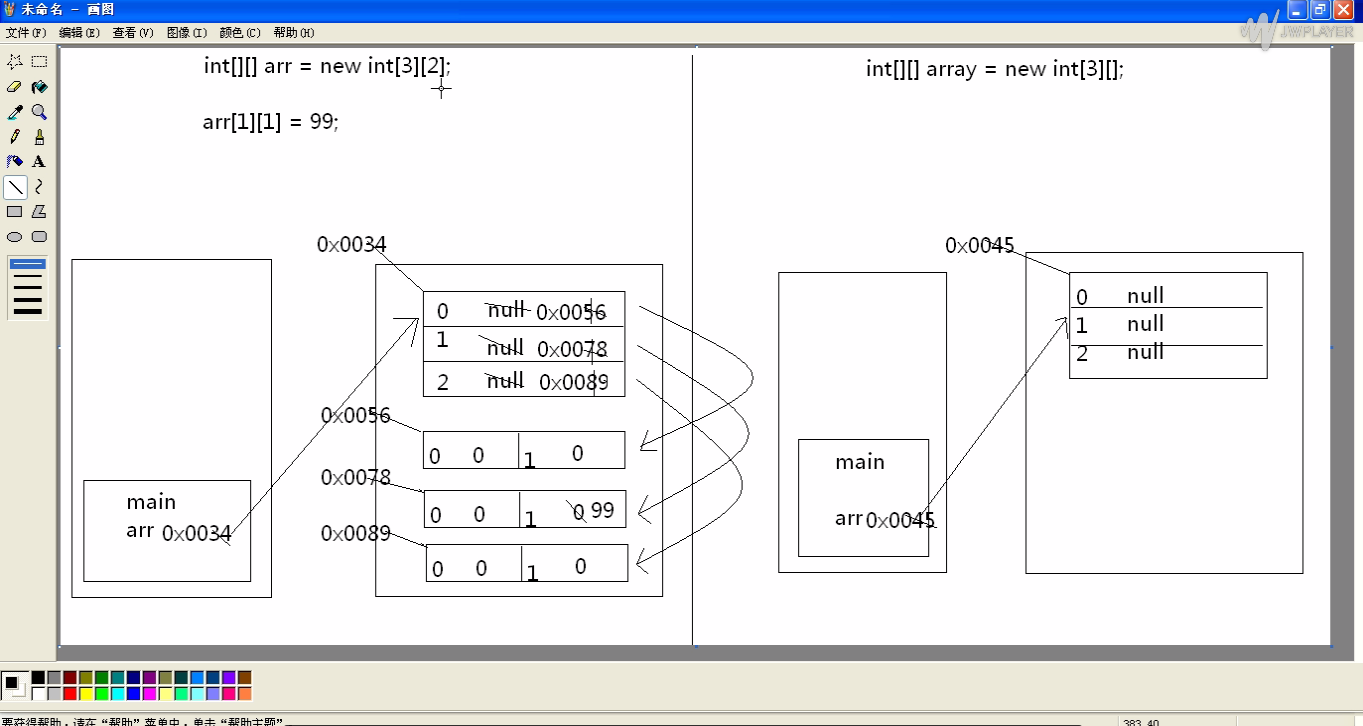 未命名 - 画图
文件(F) 编辑(E) 查看(V) 图像(I) 颜色(C) 帮助(H)
JWPLAYER
int[][] arr = new int[3][2];
arr[1][1] = 99;
0x0034
0 null 0x0056
1 null 0x0078
2 null 0x0089
0x0056
0 0 1 0
0x0078
0 0 1 0 99
0x0089
0 0 1 0
main
arr 0x0034
int[][] array = new int[3][];
0x0045
0 null
1 null
2 null
main
arr 0x0045
A
要获得帮助，请在“帮助”菜单中，单击“帮助主题”
383,40